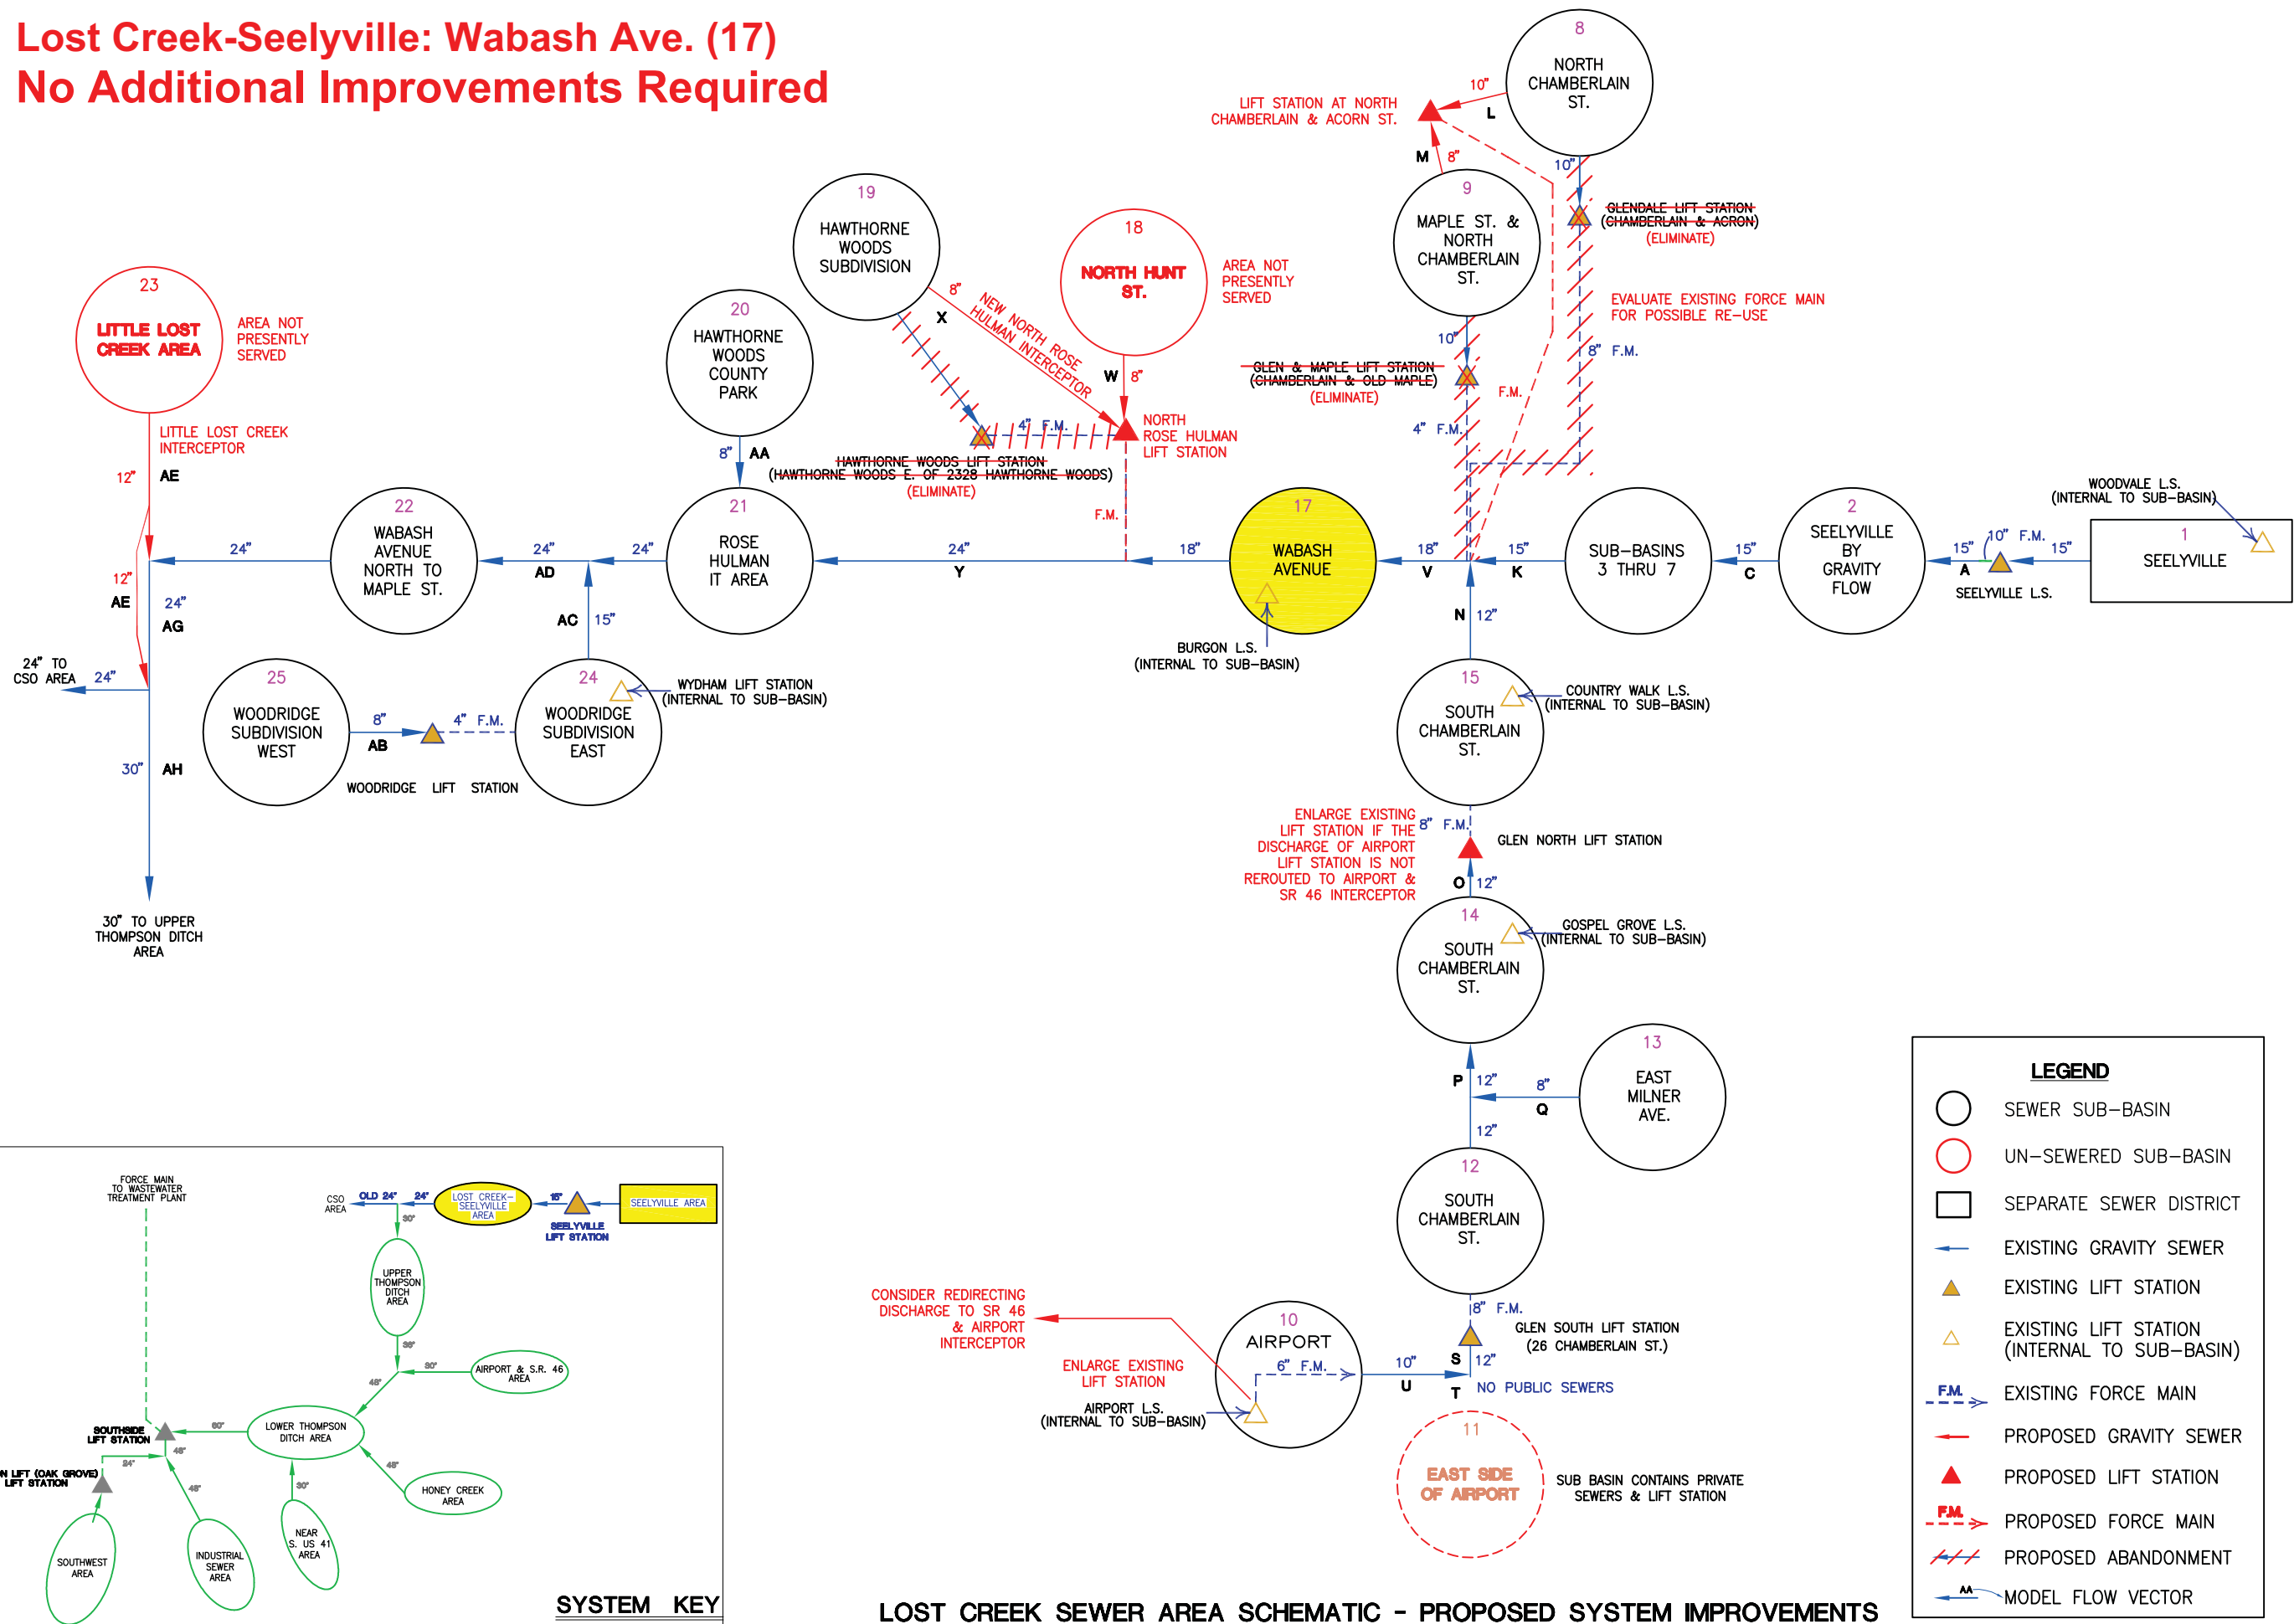 Lost Creek-Seelyville: Wabash Ave. (17)
No Additional Improvements Required
8
NORTH
CHAMBERLAIN
ST.
10"
L
LIFT STATION AT NORTH
CHAMBERLAIN & ACORN ST.
M
8"
10"
9
MAPLE ST. &
NORTH
CHAMBERLAIN
ST.
GLENDALE LIFT STATION
(CHAMBERLAIN & ACRON)
(ELIMINATE)
EVALUATE EXISTING FORCE MAIN
FOR POSSIBLE RE-USE
8" F.M.
10"
GLEN & MAPLE LIFT STATION
(CHAMBERLAIN & OLD MAPLE)
(ELIMINATE)
F.M.
4" F.M.
19
HAWTHORNE
WOODS
SUBDIVISION
18
NORTH HUNT
ST.
AREA NOT
PRESENTLY
SERVED
8"
X
NEW NORTH ROSE
HULMAN INTERCEPTOR
W
8"
NORTH
ROSE HULMAN
LIFT STATION
4" F.M.
HAWTHORNE WOODS LIFT STATION
(HAWTHORNE WOODS E. OF 2328 HAWTHORNE WOODS)
(ELIMINATE)
F.M.
20
HAWTHORNE
WOODS
COUNTY
PARK
8"
AA
23
LITTLE LOST
CREEK AREA
AREA NOT
PRESENTLY
SERVED
LITTLE LOST CREEK
INTERCEPTOR
12"
AE
24"
22
WABASH
AVENUE
NORTH TO
MAPLE ST.
24"
AD
24"
21
ROSE
HULMAN
IT AREA
24"
Y
18"
17
WABASH
AVENUE
18"
V
15"
K
SUB-BASINS
3 THRU 7
15"
C
2
SEELYVILLE
BY
GRAVITY
FLOW
15"
A
10" F.M.
15"
SEELYVILLE L.S.
1
SEELYVILLE
WOODVALE L.S.
(INTERNAL TO SUB-BASIN)
BURGON L.S.
(INTERNAL TO SUB-BASIN)
12"
AE
24"
AG
AC
15"
N
12"
24" TO
CSO AREA
24"
25
WOODRIDGE
SUBDIVISION
WEST
8"
AB
4" F.M.
WOODRIDGE LIFT STATION
24
WOODRIDGE
SUBDIVISION
EAST
WYDHAM LIFT STATION
(INTERNAL TO SUB-BASIN)
30"
AH
30" TO UPPER
THOMPSON DITCH
AREA
15
SOUTH
CHAMBERLAIN
ST.
COUNTRY WALK L.S.
(INTERNAL TO SUB-BASIN)
ENLARGE EXISTING
LIFT STATION IF THE
DISCHARGE OF AIRPORT
LIFT STATION IS NOT
REROUTED TO AIRPORT &
SR 46 INTERCEPTOR
8" F.M.
GLEN NORTH LIFT STATION
O
12"
14
SOUTH
CHAMBERLAIN
ST.
GOSPEL GROVE L.S.
(INTERNAL TO SUB-BASIN)
P
12"
8"
Q
13
EAST
MILNER
AVE.
12"
12
SOUTH
CHAMBERLAIN
ST.
8" F.M.
GLEN SOUTH LIFT STATION
(26 CHAMBERLAIN ST.)
CONSIDER REDIRECTING
DISCHARGE TO SR 46
& AIRPORT
INTERCEPTOR
ENLARGE EXISTING
LIFT STATION
AIRPORT L.S.
(INTERNAL TO SUB-BASIN)
10
AIRPORT
6" F.M.
10"
U
S
12"
T
NO PUBLIC SEWERS
11
EAST SIDE
OF AIRPORT
SUB BASIN CONTAINS PRIVATE
SEWERS & LIFT STATION
LEGEND
SEWER SUB-BASIN
UN-SEWERED SUB-BASIN
SEPARATE SEWER DISTRICT
EXISTING GRAVITY SEWER
EXISTING LIFT STATION
EXISTING LIFT STATION
(INTERNAL TO SUB-BASIN)
F.M.
EXISTING FORCE MAIN
PROPOSED GRAVITY SEWER
PROPOSED LIFT STATION
F.M.
PROPOSED FORCE MAIN
PROPOSED ABANDONMENT
AA
MODEL FLOW VECTOR
FORCE MAIN
TO WASTEWATER
TREATMENT PLANT
CSO
AREA
OLD 24"
24"
LOST CREEK-
SEELYVILLE
AREA
15"
SEELYVILLE
LIFT STATION
SEELYVILLE AREA
30"
UPPER
THOMPSON
DITCH
AREA
36"
30"
AIRPORT & S.R. 46
AREA
48"
LOWER THOMPSON
DITCH AREA
60"
SOUTHSIDE
LIFT STATION
48"
24"
N LIFT (OAK GROVE)
LIFT STATION
48"
30"
48"
HONEY CREEK
AREA
NEAR
S. US 41
AREA
INDUSTRIAL
SEWER
AREA
SOUTHWEST
AREA
SYSTEM KEY
LOST CREEK SEWER AREA SCHEMATIC - PROPOSED SYSTEM IMPROVEMENTS